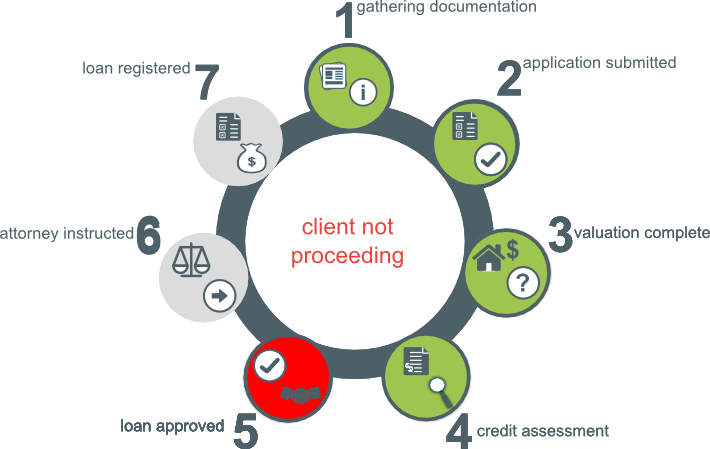 1 gathering documentation
2 application submitted
3 valuation complete
4 credit assessment
5 loan approved
6 attorney instructed
7 loan registered
client not
proceeding
i
$
$
?
$